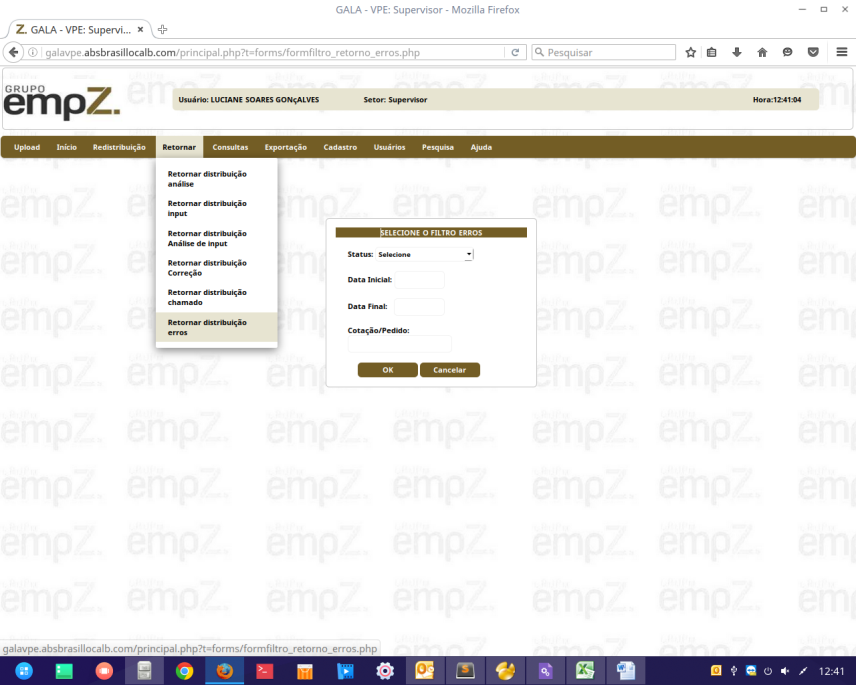 GALA - VPE: Supervisor - Mozilla Firefox
Z. GALA - VPE: Supervi... ×
galavpe.absbrasillocalb.com/principal.php?t=forms/formfiltro_retorno_erros.php
Pesquisar
GRUPO
empZ.
Usuário: LUCIANE SOARES GONçALVES Setor: Supervisor Hora:12:41:04
Upload Início Redistribuição Retornar Consultas Exportação Cadastro Usuários Pesquisa Ajuda
Retornar distribuição
análise
Retornar distribuição
input
Retornar distribuição
Análise de input
Retornar distribuição
Correção
Retornar distribuição
chamado
Retornar distribuição
erros
SELECIONE O FILTRO ERROS
Status: Selecione
Data Inicial:
Data Final:
Cotação/Pedido:
OK Cancelar
galavpe.absbrasillocalb.com/principal.php?t=forms/formfiltro_retorno_erros.php
12:41